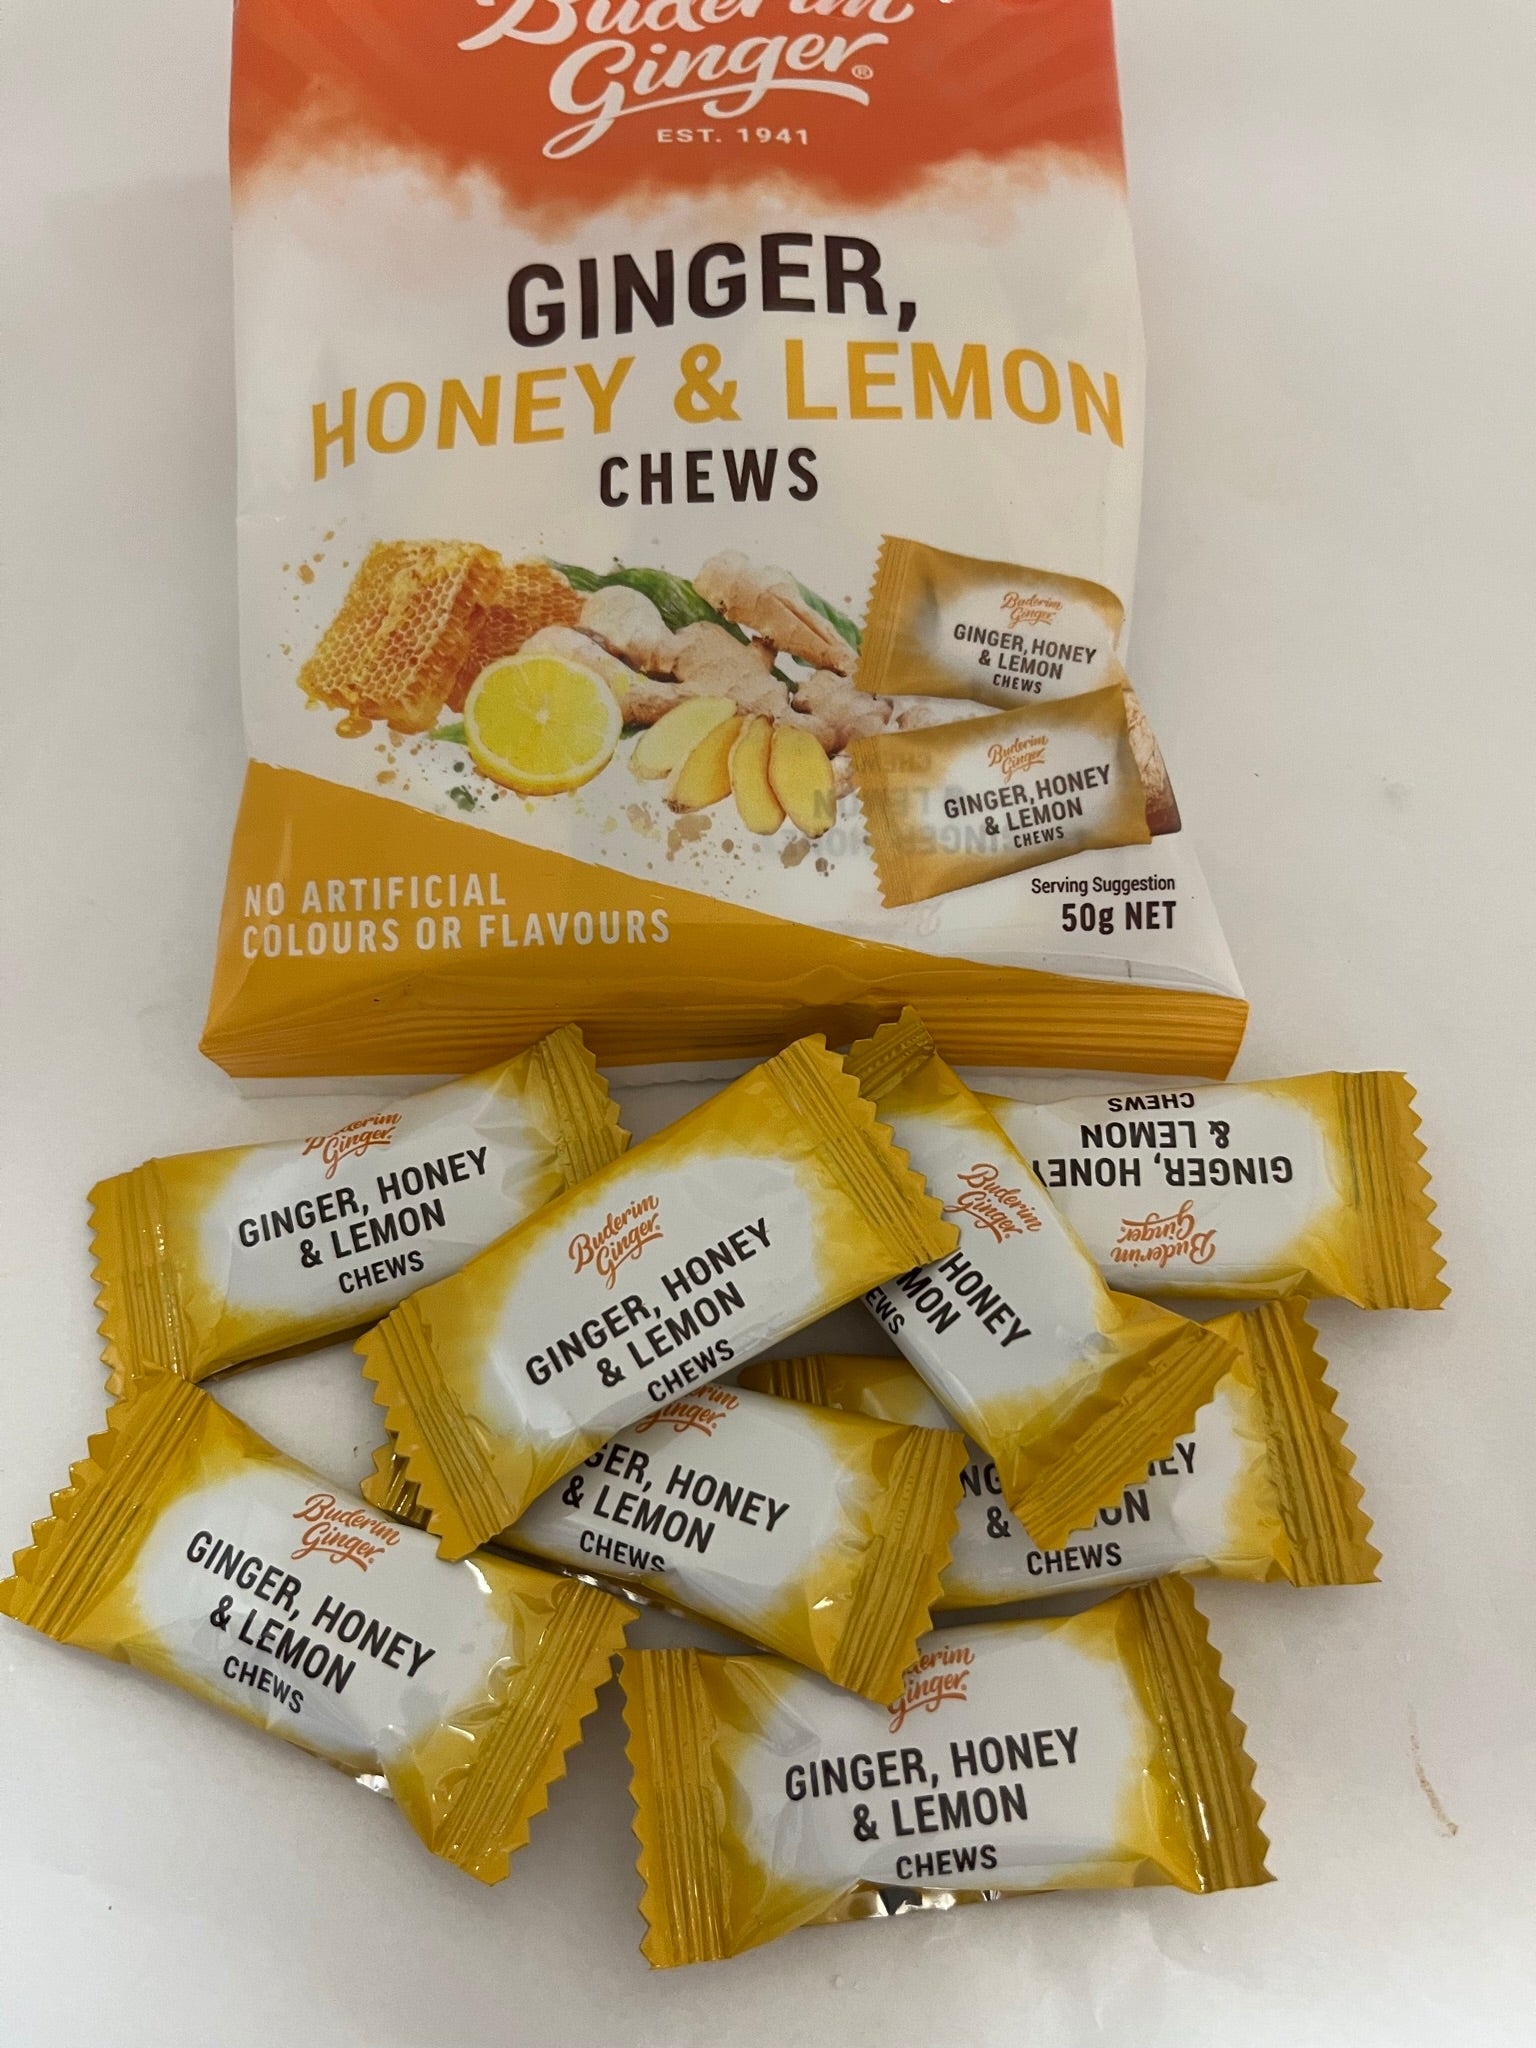 Buderim
Ginger®
EST. 1941
GINGER,
HONEY & LEMON
CHEWS
Buderim
Ginger
GINGER, HONEY
& LEMON
CHEWS
Buderim
Ginger
GINGER, HONEY
& LEMON
CHEWS
NO ARTIFICIAL
COLOURS OR FLAVOURS
Serving Suggestion
50g NET
Ginger
GINGER, HONEY
& LEMON
CHEWS
Buderim
Ginger
GINGER, HONEY
& LEMON
CHEWS
Buderim
Ginger
HONEY
Buderim
Ginger
GINGER, HONEY
& LEMON
CHEWS
HONEY
& LEMON
CHEWS
&
CHEWS
Buderim
Ginger
GINGER, HONEY
& LEMON
CHEWS
Ginger
GINGER, HONEY
& LEMON
CHEWS